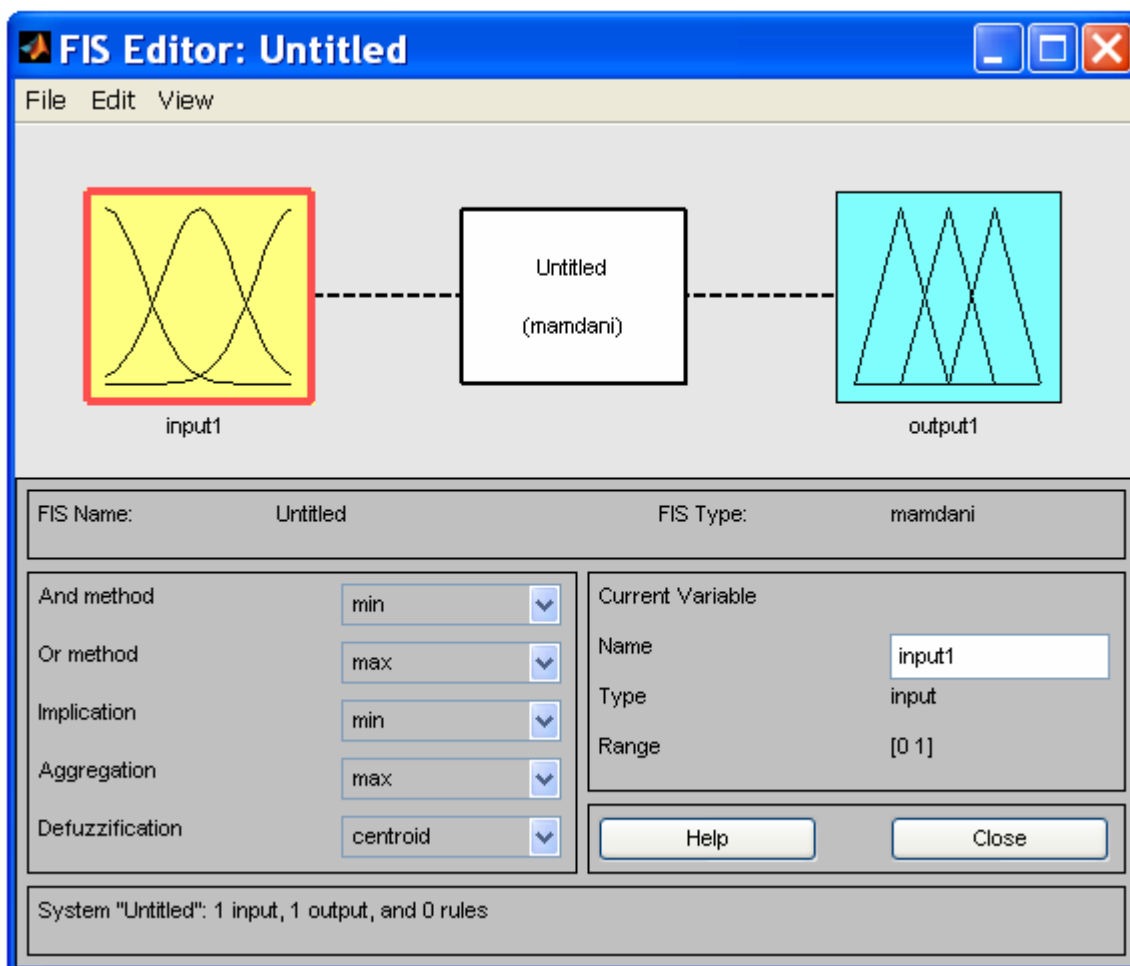 FIS Editor: Untitled
File Edit View
Untitled
(mamdani)
input1
output1
FIS Name: Untitled FIS Type: mamdani
And method min
Or method max
Implication min
Aggregation max
Defuzzification centroid
Current Variable
Name input1
Type input
Range [0 1]
Help Close
System "Untitled": 1 input, 1 output, and 0 rules